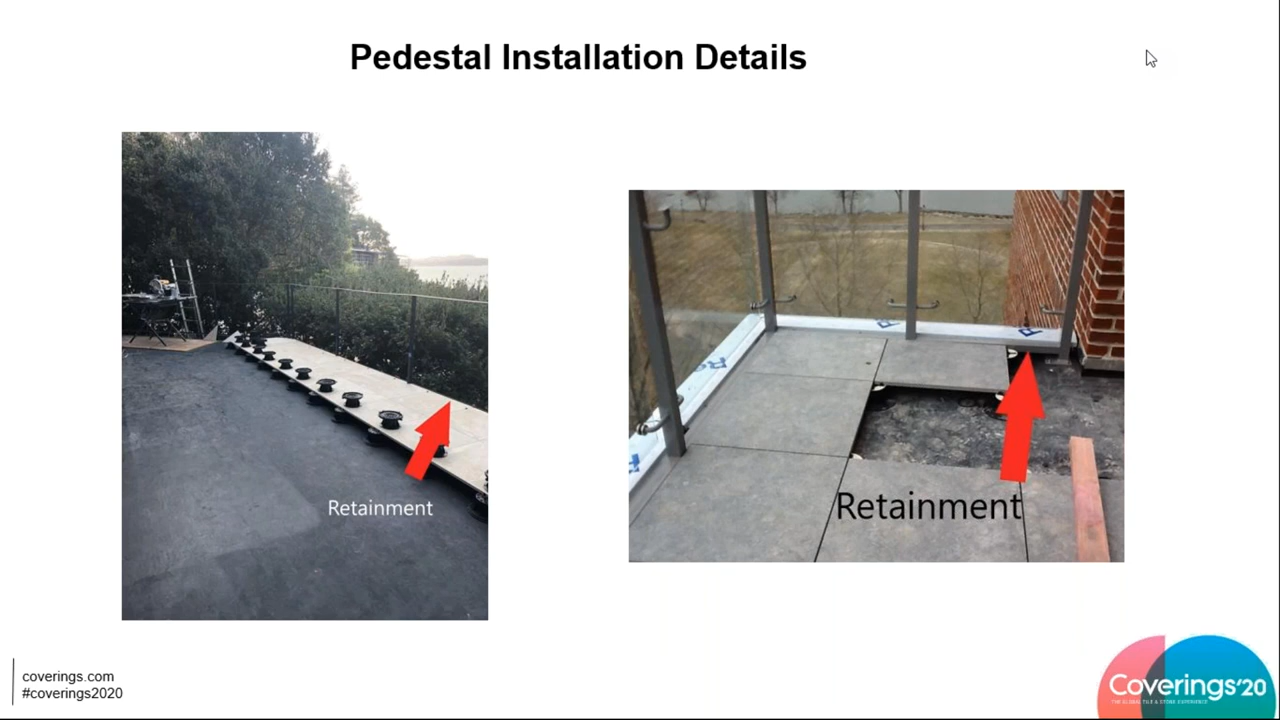 Pedestal Installation Details
Retainment
Retainment
coverings.com
#coverings2020
Coverings'20
THE GLOBAL TILE & STONE EXPERIENCE